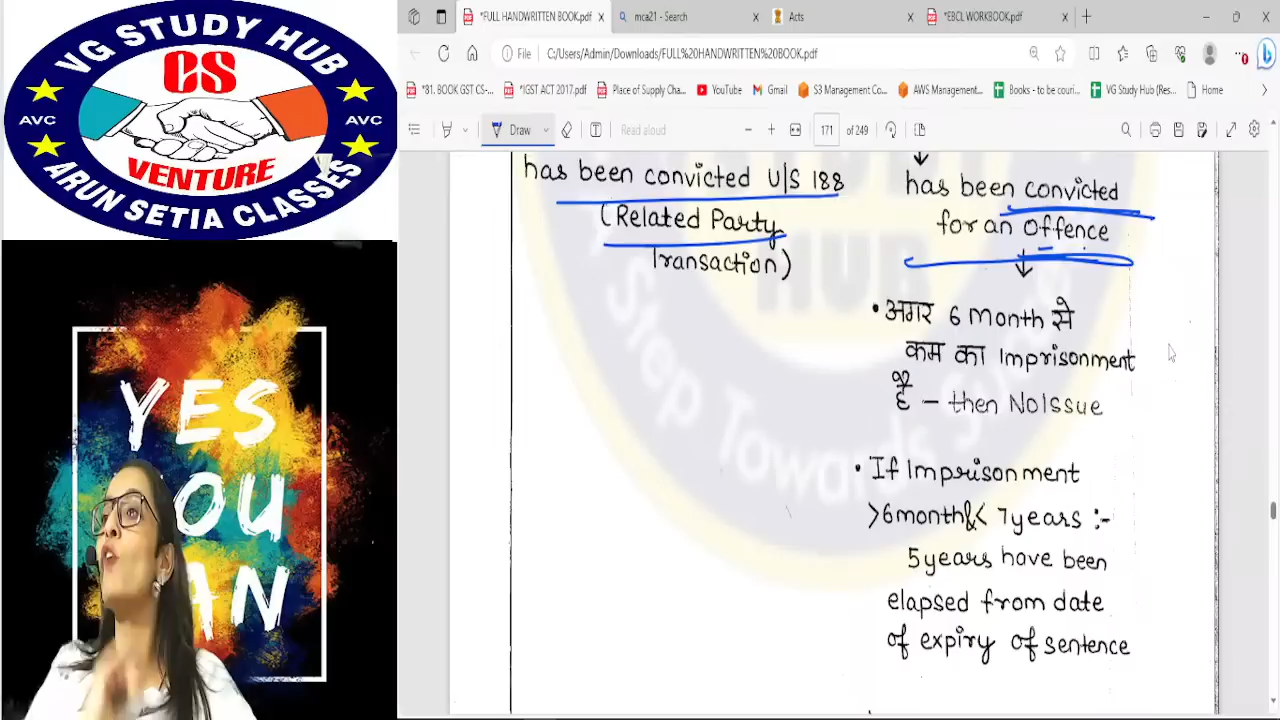 VG STUDY HUB
CS
AVC
AVC
VENTURE
ARUN SETIA CLASSES
YES
YOU
CAN
*FULL HANDWRITTEN BOOK.pdf
mca21 - Search
Acts
*EBCL WORKBOOK.pdf
File
C:/Users/Admin/Downloads/FULL%20HANDWRITTEN%20BOOK.pdf
*81. BOOK GST CS-...
*IGST ACT 2017.pdf
Place of Supply Cha...
YouTube
Gmail
S3 Management Co...
AWS Management...
Books - to be couri...
VG Study Hub (Res...
Home
Draw
Read aloud
171 of 249
has been convicted U/S 188
(Related Party
Transaction)
has been convicted
for an offence
• अगर 6 month से
कम का Imprisonment
है – then No Issue
• If Imprisonment
>6month&< 7years :-
5years have been
elapsed from date
of expiry of sentence